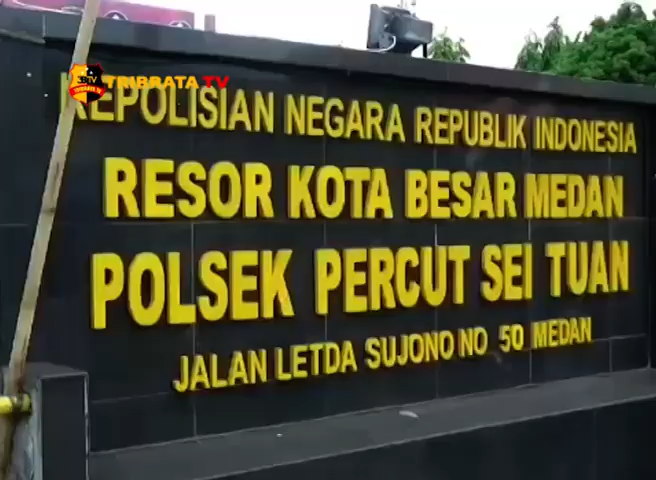 TRIBRATA TV
KEPOLISIAN NEGARA REPUBLIK INDONESIA
RESOR KOTA BESAR MEDAN
POLSEK PERCUT SEI TUAN
JALAN LETDA SUJONO NO 50 MEDAN